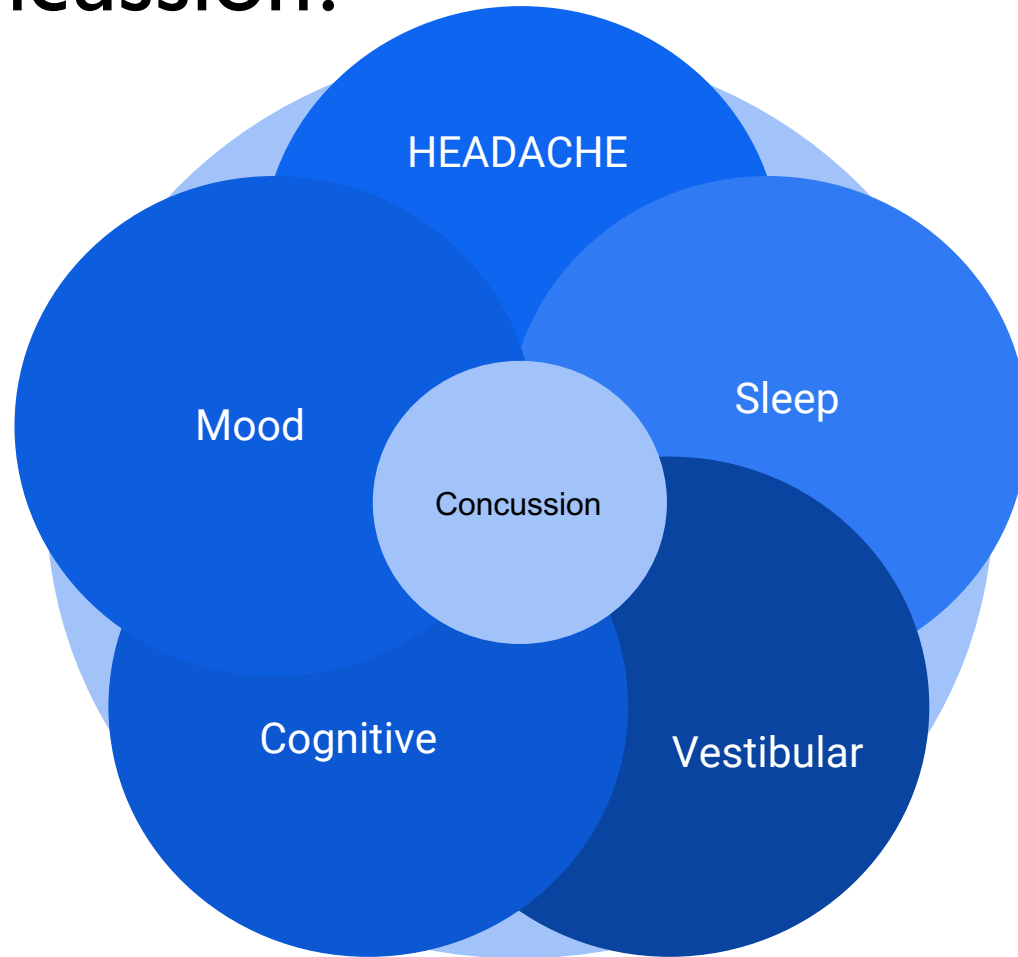 HEADACHE
Sleep
Mood
Concussion
Cognitive
Vestibular